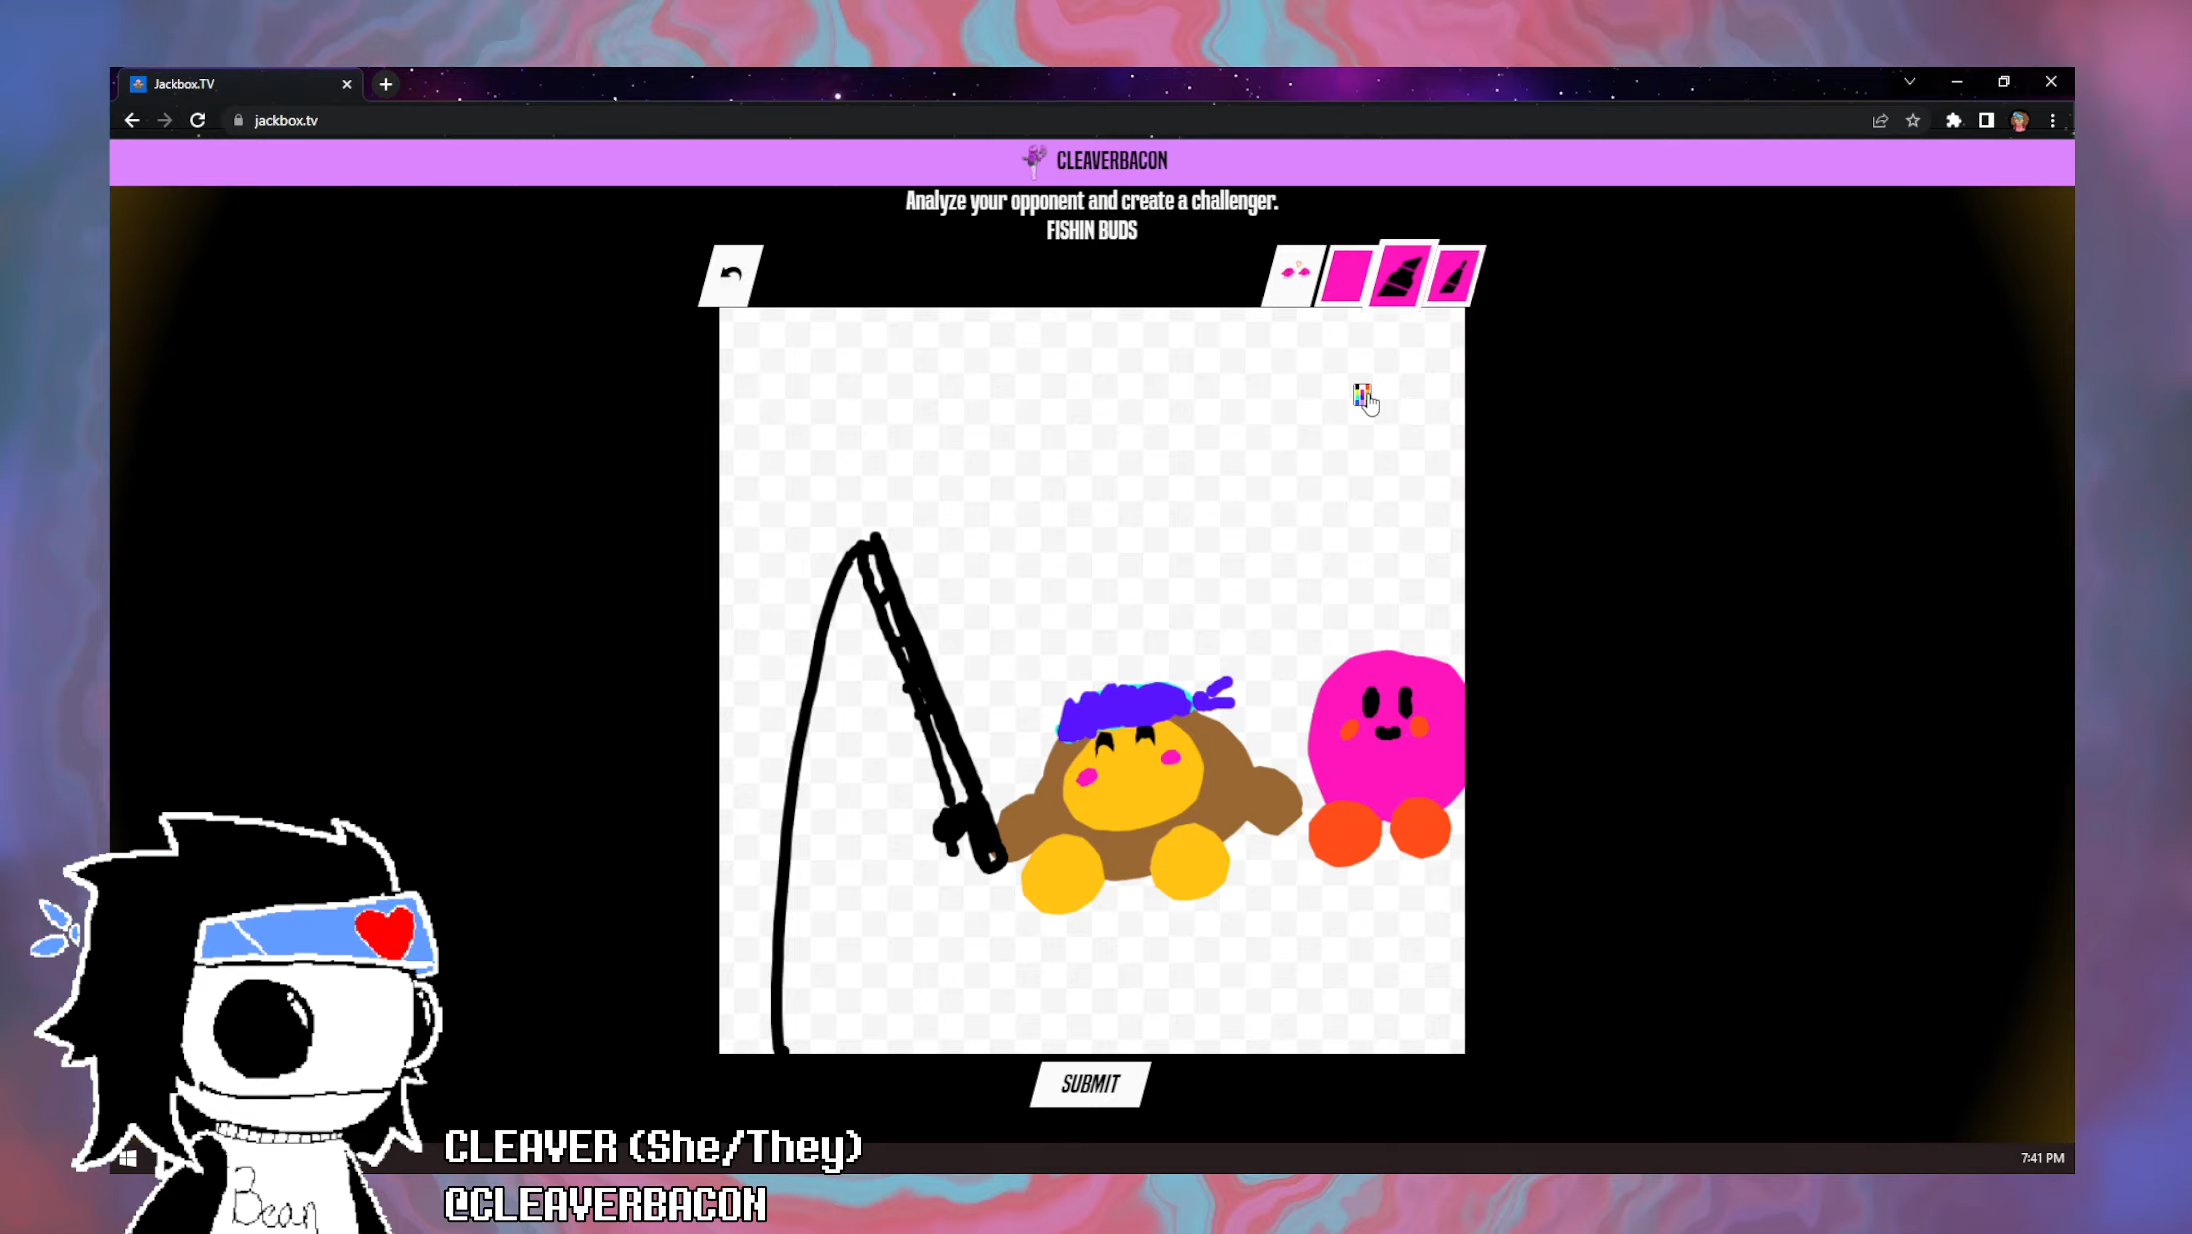 Jackbox.TV
jackbox.tv
CLEAVERBACON
Analyze your opponent and create a challenger.
FISHIN BUDS
SUBMIT
CLEAVER (She/They)
7:41 PM
@CLEAVERBACON
Bean